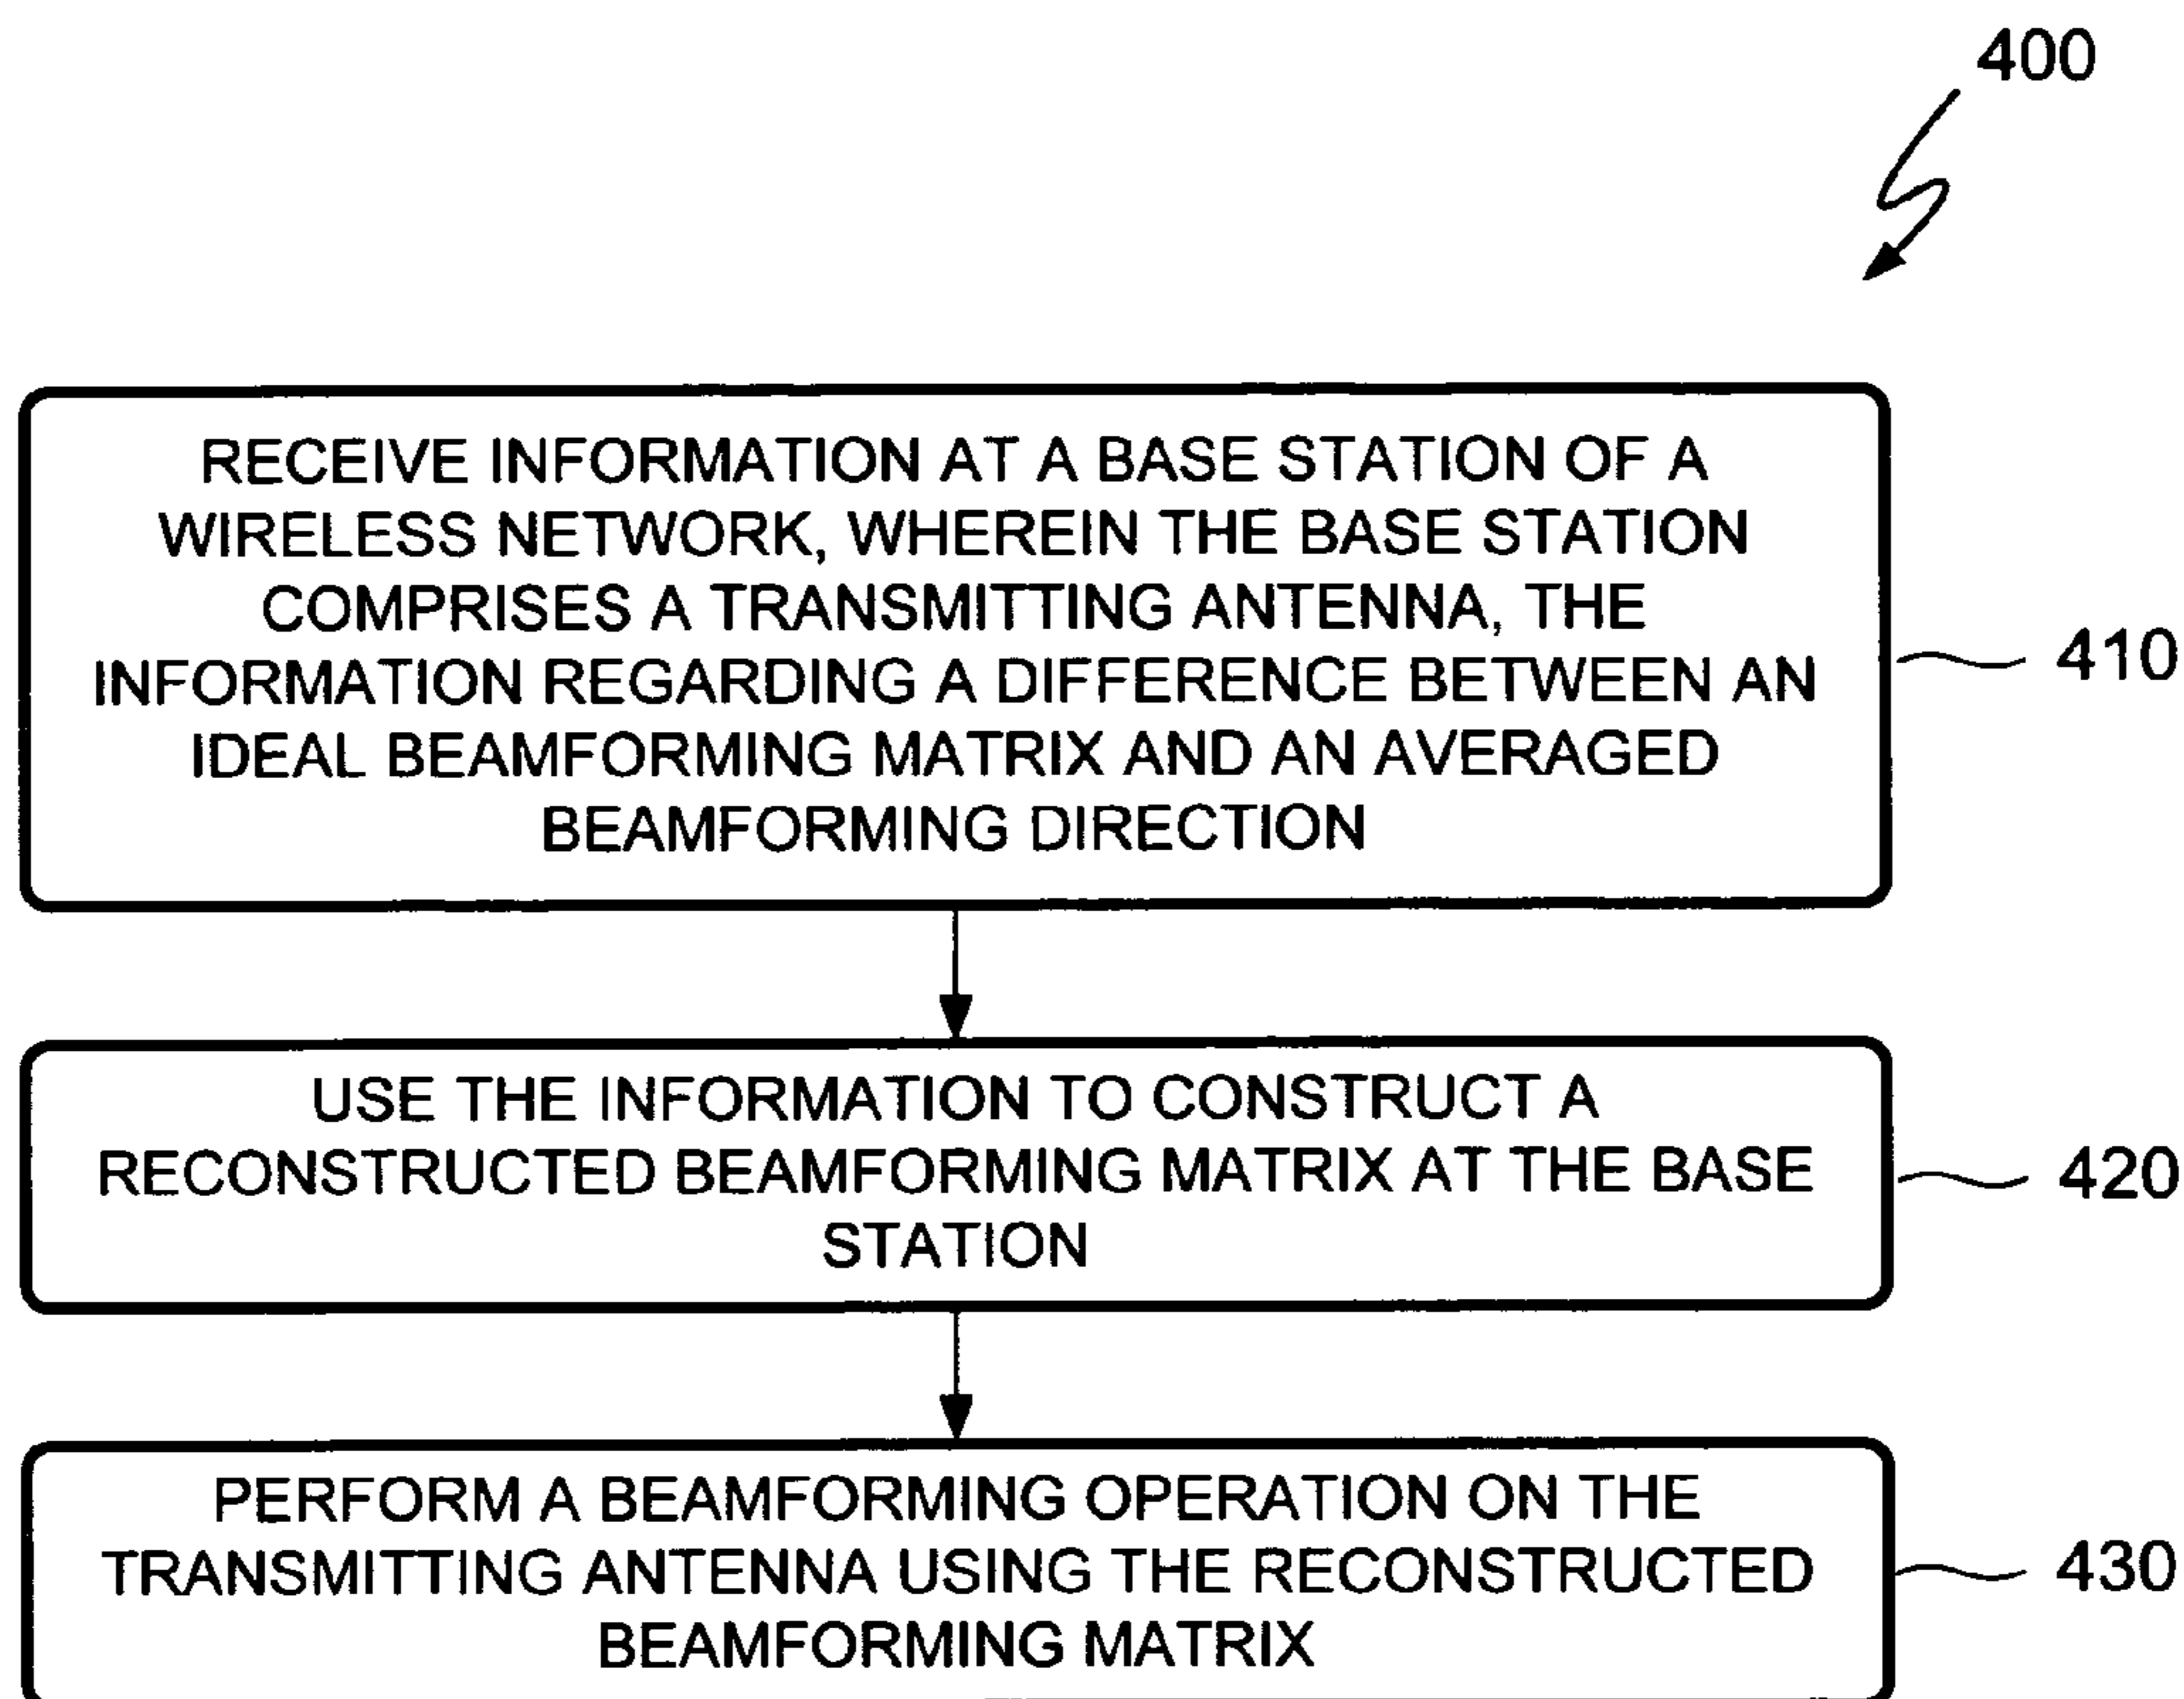 400
RECEIVE INFORMATION AT A BASE STATION OF A
WIRELESS NETWORK, WHEREIN THE BASE STATION
COMPRISES A TRANSMITTING ANTENNA, THE
INFORMATION REGARDING A DIFFERENCE BETWEEN AN
IDEAL BEAMFORMING MATRIX AND AN AVERAGED
BEAMFORMING DIRECTION
410
USE THE INFORMATION TO CONSTRUCT A
RECONSTRUCTED BEAMFORMING MATRIX AT THE BASE
STATION
420
PERFORM A BEAMFORMING OPERATION ON THE
TRANSMITTING ANTENNA USING THE RECONSTRUCTED
BEAMFORMING MATRIX
430